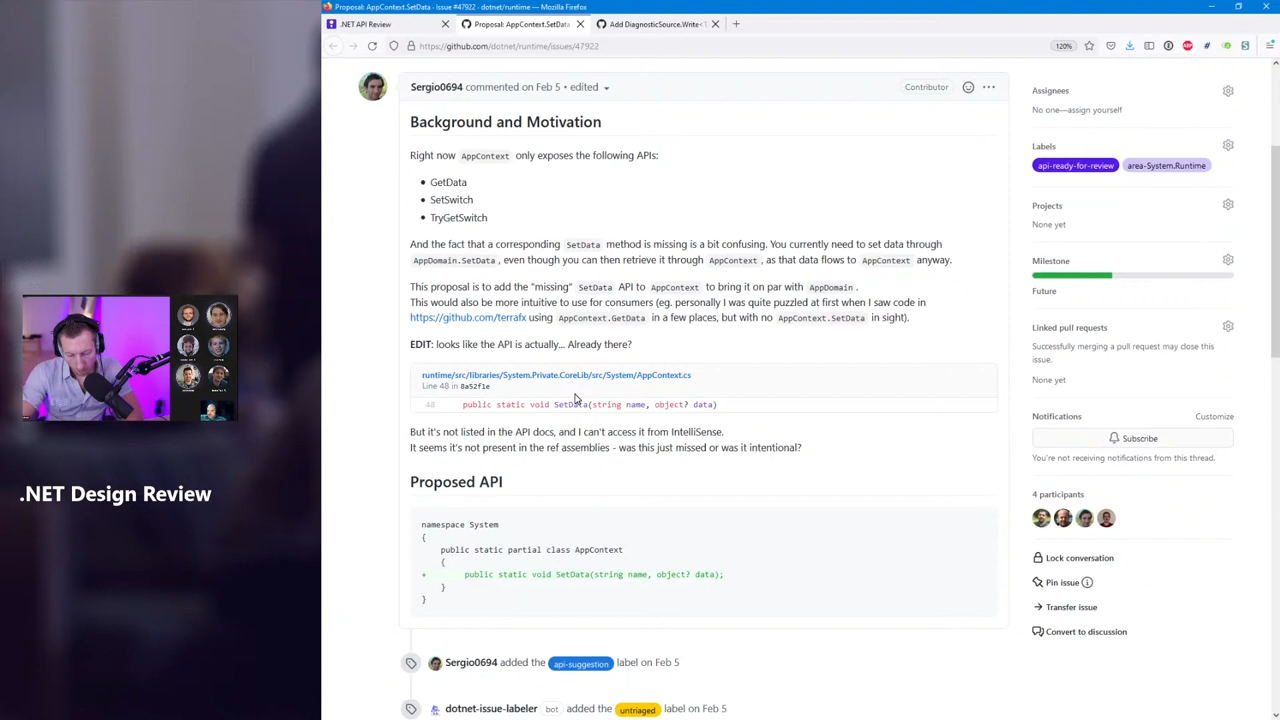 Proposal: AppContext.SetData - Issue #47922 - dotnet/runtime — Mozilla Firefox
.NET API Review
Proposal: AppContext.SetData
Add DiagnosticSource.Write<
https://github.com/dotnet/runtime/issues/47922
120%
Sergio0694 commented on Feb 5 • edited
Contributor
Background and Motivation
Right now AppContext only exposes the following APIs:
• GetData
• SetSwitch
• TryGetSwitch
And the fact that a corresponding SetData method is missing is a bit confusing. You currently need to set data through
AppDomain.SetData, even though you can then retrieve it through AppContext, as that data flows to AppContext anyway.
This proposal is to add the "missing" SetData API to AppContext to bring it on par with AppDomain.
This would also be more intuitive to use for consumers (eg. personally I was quite puzzled at first when I saw code in
https://github.com/terrafx using AppContext.GetData in a few places, but with no AppContext.SetData in sight).
EDIT: looks like the API is actually... Already there?
runtime/src/libraries/System.Private.CoreLib/src/System/AppContext.cs
Line 48 in 8a52f1e
48 public static void SetData(string name, object? data)
But it's not listed in the API docs, and I can't access it from IntelliSense.
It seems it's not present in the ref assemblies - was this just missed or was it intentional?
Proposed API
namespace System
{
public static partial class AppContext
{
+ public static void SetData(string name, object? data);
}
}
Sergio0694 added the api-suggestion label on Feb 5
dotnet-issue-labeler bot added the untriaged label on Feb 5
Assignees
No one—assign yourself
Labels
api-ready-for-review area-System.Runtime
Projects
None yet
Milestone
Future
Linked pull requests
Successfully merging a pull request may close this
issue.
None yet
Notifications
Customize
Subscribe
You're not receiving notifications from this thread.
4 participants
Lock conversation
Pin issue
Transfer issue
Convert to discussion
.NET Design Review